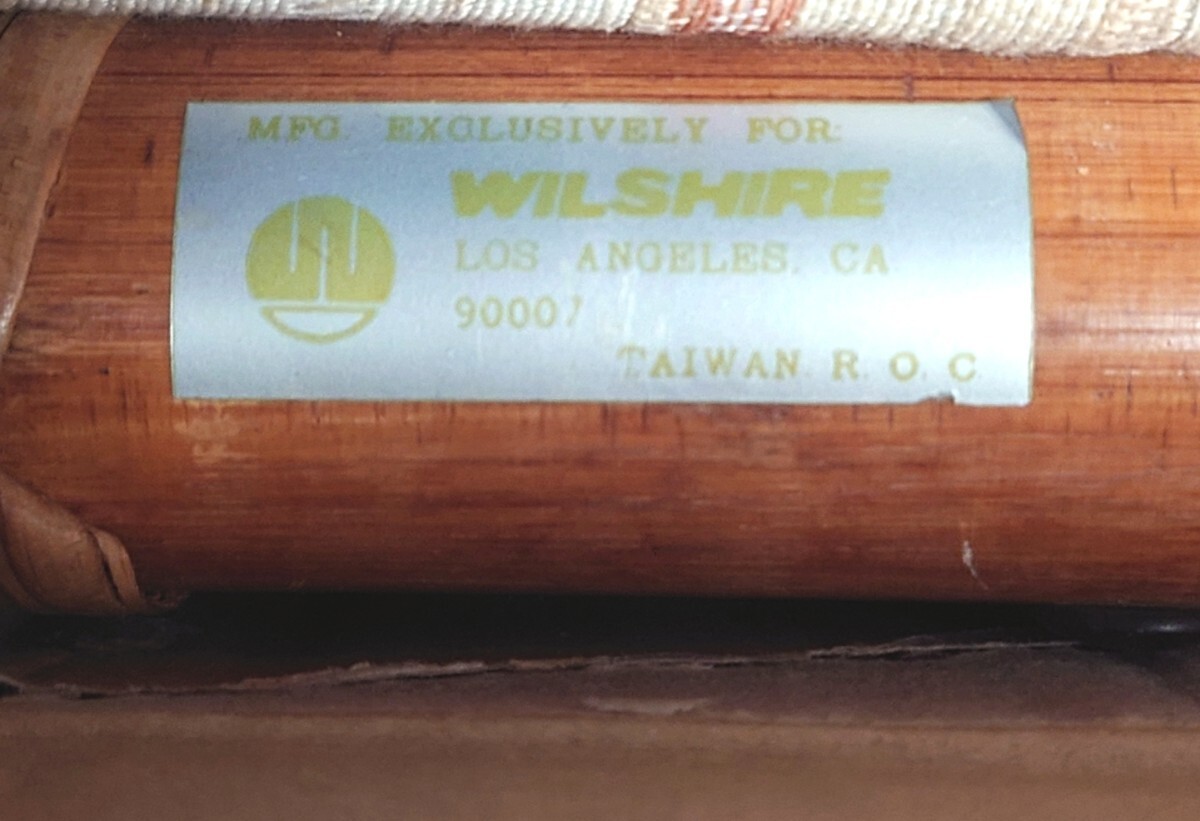 MFG. EXCLUSIVELY FOR:
WILSHIRE
LOS ANGELES, CA
90007
TAIWAN R. O. C